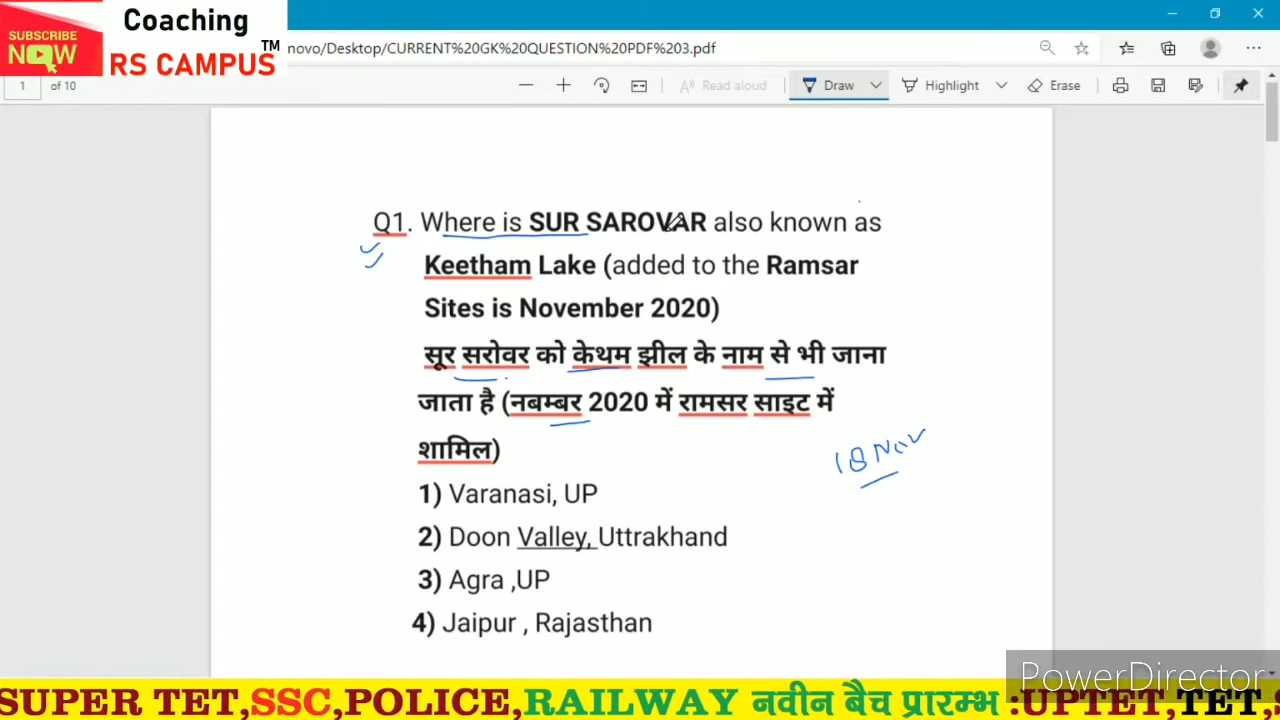 SUBSCRIBE
NOW
Coaching
RS CAMPUS™
novo/Desktop/CURRENT%20GK%20QUESTION%20PDF%203.pdf
1 of 10
Read aloud
Draw
Highlight
Erase
Q1. Where is SUR SAROVAR also known as
Keetham Lake (added to the Ramsar
Sites is November 2020)
सूर सरोवर को केथम झील के नाम से भी जाना
जाता है (नबम्बर 2020 में रामसर साइट में
शामिल)
18 Nov
1) Varanasi, UP
2) Doon Valley, Uttrakhand
3) Agra ,UP
4) Jaipur , Rajasthan
PowerDirector
SUPER TET,SSC,POLICE,RAILWAY नवीन बैच प्रारम्भ :UPTET,TET,